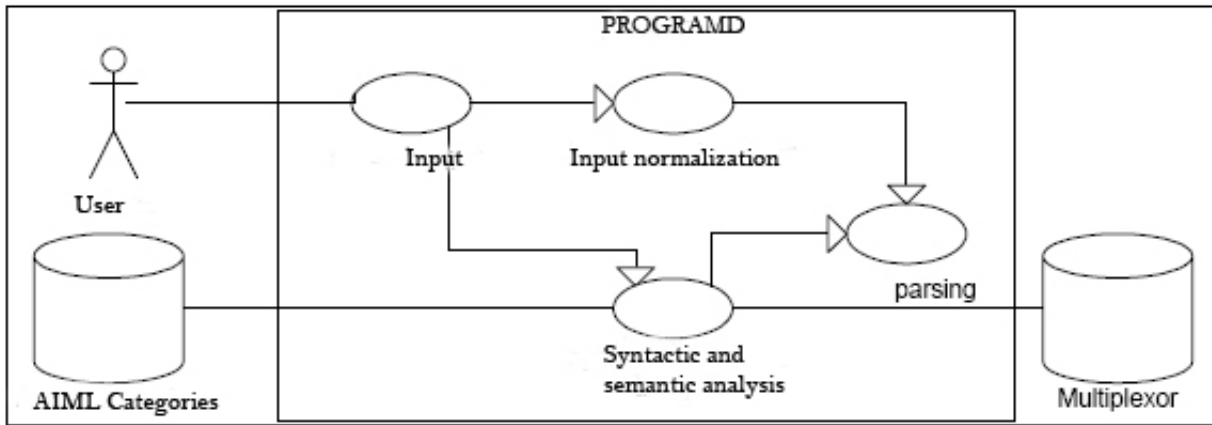 PROGRAMD
Input
Input normalization
User
parsing
Syntactic and
semantic analysis
AIML Categories
Multiplexor